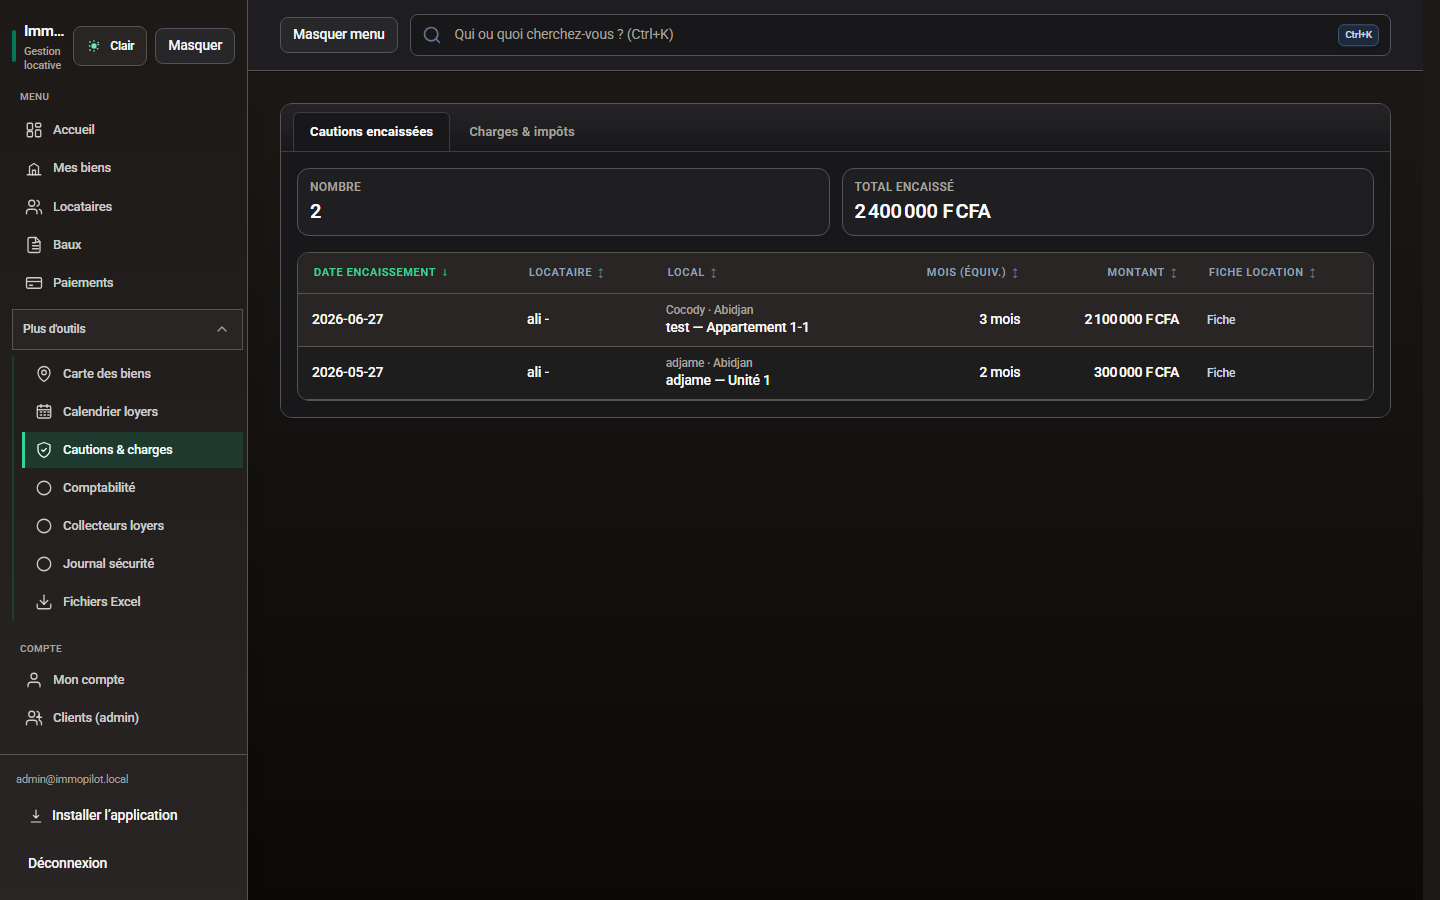 Imm...
Gestion
locative
Clair
Masquer
MENU
Accueil
Mes biens
Locataires
Baux
Paiements
Plus d'outils
Carte des biens
Calendrier loyers
Cautions & charges
Comptabilité
Collecteurs loyers
Journal sécurité
Fichiers Excel
COMPTE
Mon compte
Clients (admin)
admin@immopilot.local
Installer l’application
Déconnexion
Masquer menu
Qui ou quoi cherchez-vous ? (Ctrl+K)
Ctrl+K
Cautions encaissées
Charges & impôts
NOMBRE
2
TOTAL ENCAISSÉ
2 400 000 F CFA
DATE ENCAISSEMENT ↓
LOCATAIRE ↕
LOCAL ↕
MOIS (ÉQUIV.) ↕
MONTANT ↕
FICHE LOCATION ↕
2026-06-27
ali -
Cocody · Abidjan
test — Appartement 1-1
3 mois
2 100 000 F CFA
Fiche
2026-05-27
ali -
adjame · Abidjan
adjame — Unité 1
2 mois
300 000 F CFA
Fiche